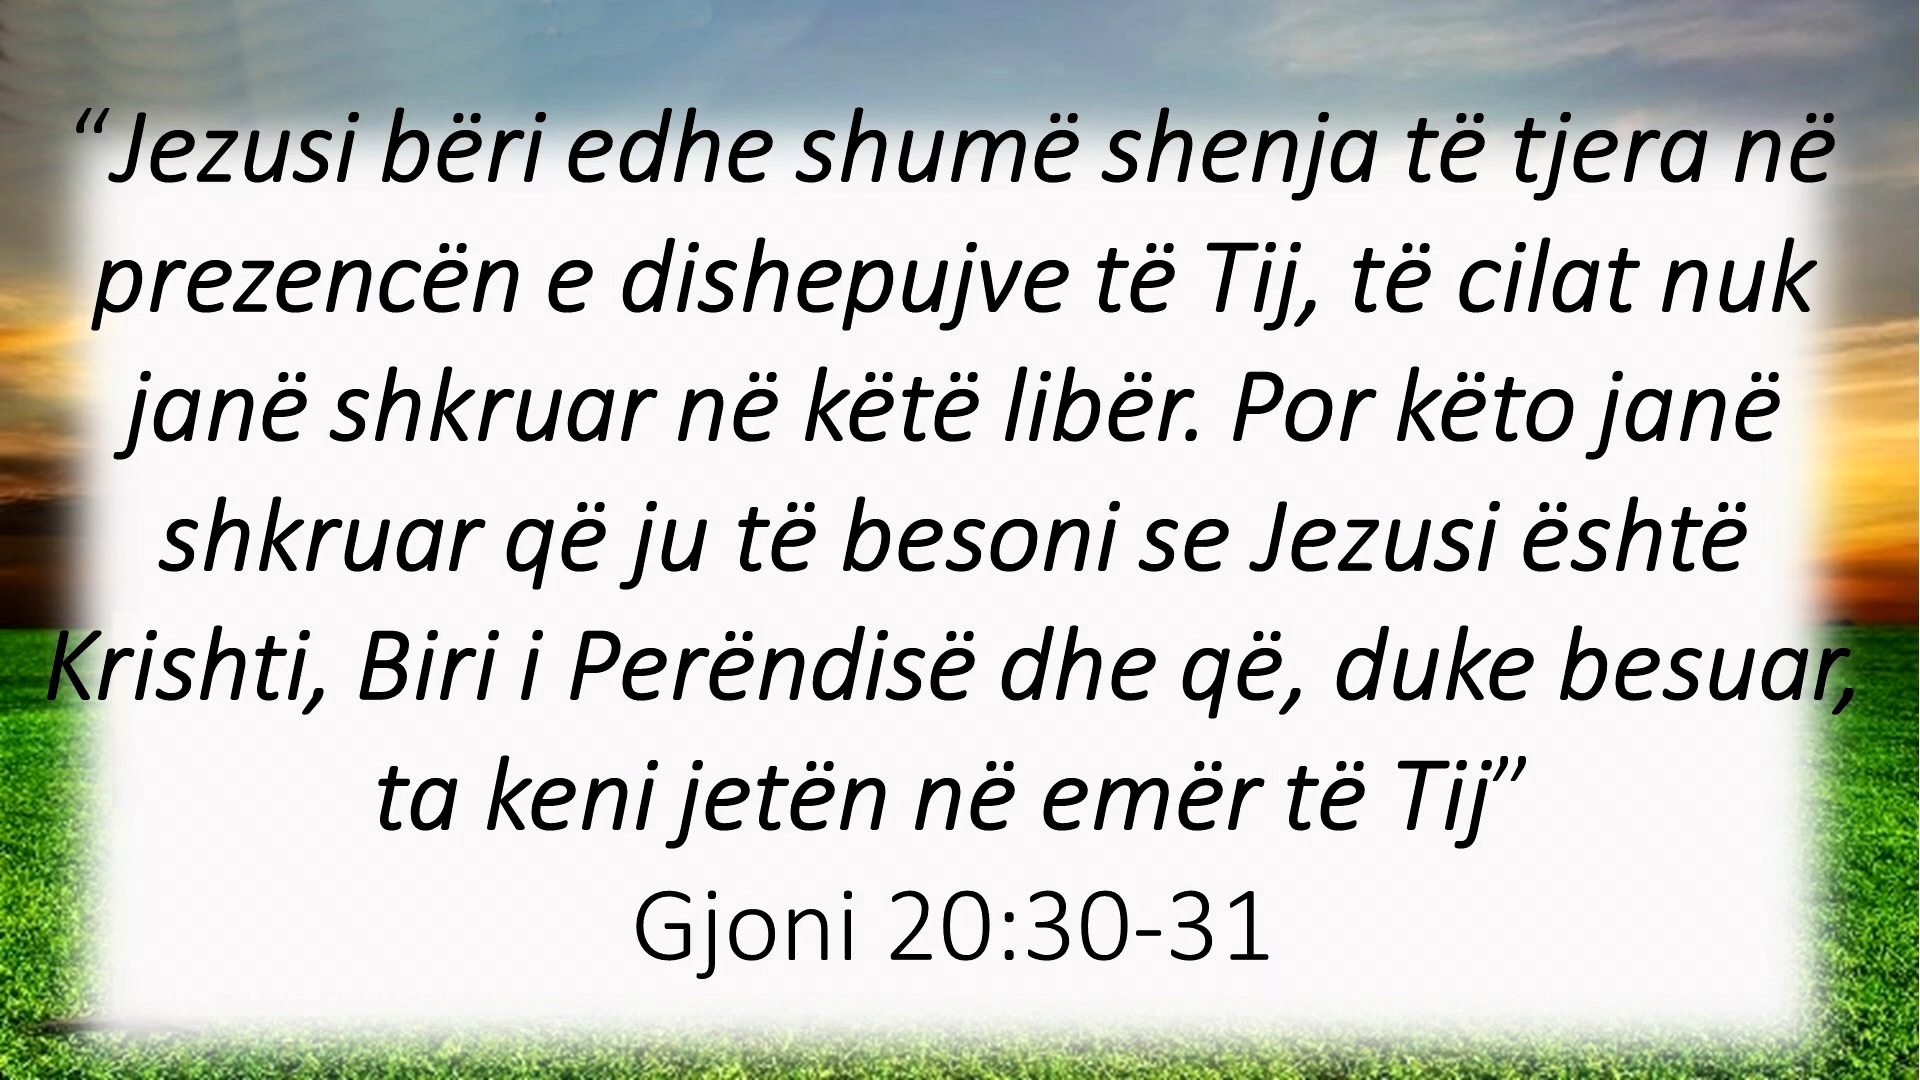 “Jezusi bëri edhe shumë shenja të tjera në
prezencën e dishepujve të Tij, të cilat nuk
janë shkruar në këtë libër. Por këto janë
shkruar që ju të besoni se Jezusi është
Krishti, Biri i Perëndisë dhe që, duke besuar,
ta keni jetën në emër të Tij”
Gjoni 20:30-31